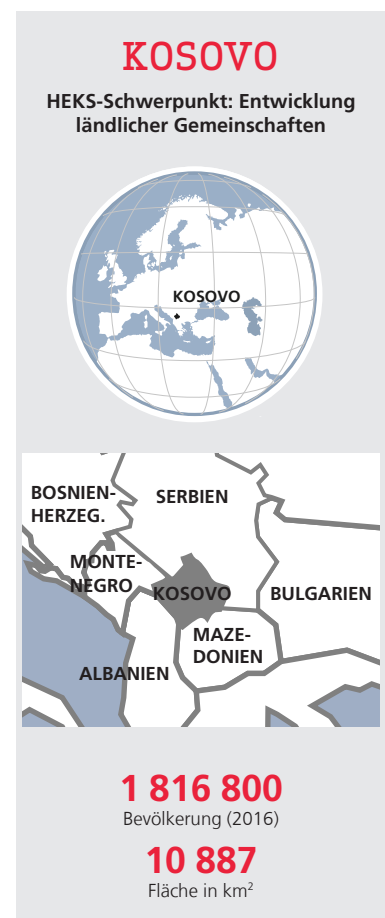 KOSOVO
HEKS-Schwerpunkt: Entwicklung
ländlicher Gemeinschaften
KOSOVO
BOSNIEN-
HERZEG.
SERBIEN
MONTE-
NEGRO
KOSOVO
BULGARIEN
MAZE-
DONIEN
ALBANIEN
1 816 800
Bevölkerung (2016)
10 887
Fläche in km²